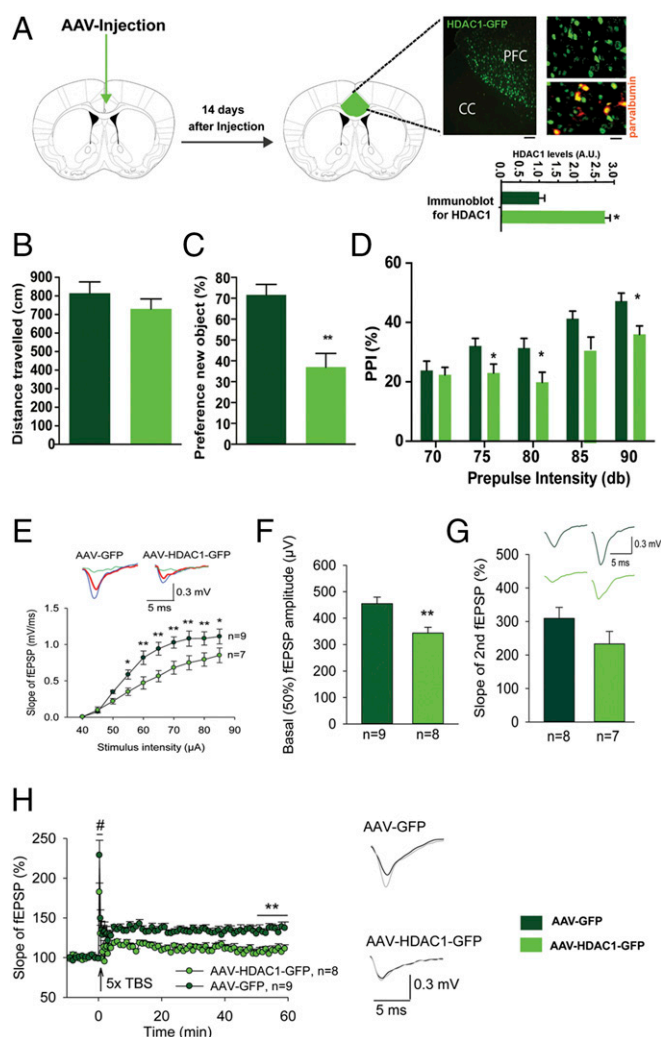 A
AAV-Injection
14 days
after Injection
HDAC1-GFP
PFC
CC
parvalbumin
HDAC1 levels (A.U.)
0.0 0.5 1.0 1.5 2.0 2.5 3.0
Immunoblot
for HDAC1
*
B
Distance travelled (cm)
900
800
700
600
500
400
300
200
100
0
C
Preference new object (%)
80
70
60
50
40
30
20
10
0
**
D
PPI (%)
60
40
20
0
* * *
70 75 80 85 90
Prepulse Intensity (db)
E
AAV-GFP AAV-HDAC1-GFP
0.3 mV
5 ms
Slope of fEPSP (mV/ms)
1.5
1.0
0.5
0.0
* ** ** ** ** ** *
n=9
n=7
40 50 60 70 80 90
Stimulus intensity (µA)
F
Basal (50%) fEPSP amplitude (µV)
600
500
400
300
200
100
0
**
n=9 n=8
G
0.3 mV
5 ms
Slope of 2nd fEPSP (%)
500
400
300
200
100
0
n=8 n=7
H
Slope of fEPSP (%)
250
200
150
100
50
#
**
5x TBS
AAV-HDAC1-GFP, n=8
AAV-GFP, n=9
0 20 40 60
Time (min)
AAV-GFP
AAV-HDAC1-GFP
0.3 mV
5 ms
AAV-GFP
AAV-HDAC1-GFP